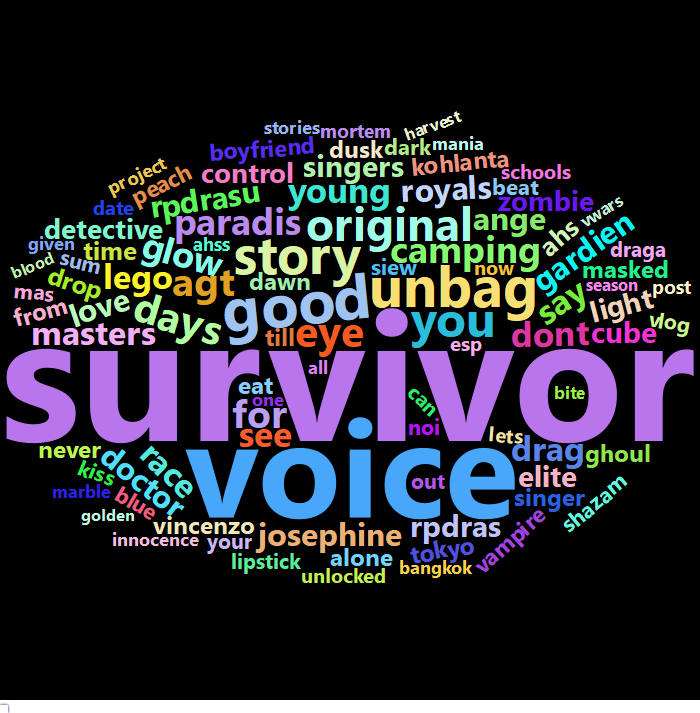 stories mortem harvest
boyfriend dusk dark mania
project peach control singers kohlanta schools
date rpdrasu young royals beat zombie
detective paradis original ange ahs vwars
given time glow ahss story camping gardien draga
blood sum siew now masked
mas drop lego agt dawn unbag say season post
from love days good you light vlog
masters till eye esp dont cube
survivor
all
eat one can bite
for noi lets
never race see drag ghoul
kiss doctor voice out elite
marble blue singer shazam
golden vincenzo josephine rpdras
innocence your alone tokyo vampire
lipstick bangkok
unlocked